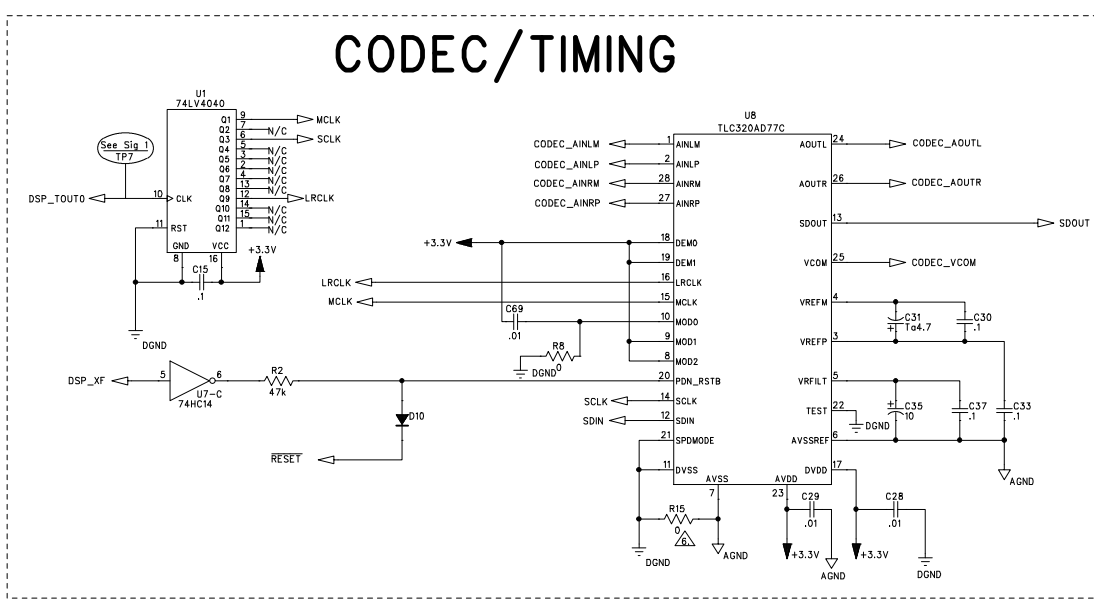 CODEC/TIMING
U1
74LV4040
See Sig 1
TP7
DSP_TOUT0
10 CLK
11 RST
GND VCC
8 16
Q1 9 MCLK
Q2 7 N/C
Q3 6 SCLK
Q4 5 N/C
Q5 3 N/C
Q6 2 N/C
Q7 4 N/C
Q8 13 N/C
Q9 12 LRCLK
Q10 14 N/C
Q11 15 N/C
Q12 1 N/C
+3.3V
C15
.1
DGND
DSP_XF
5 6
U7-C
74HC14
R2
47k
D10
RESET
U8
TLC320AD77C
CODEC_AINLM 1 AINLM
CODEC_AINLP 2 AINLP
CODEC_AINRM 28 AINRM
CODEC_AINRP 27 AINRP
+3.3V 18 DEM0
19 DEM1
LRCLK 16 LRCLK
MCLK 15 MCLK
C69
.01
10 MOD0
9 MOD1
8 MOD2
R8
0
DGND
20 PDN_RSTB
SCLK 14 SCLK
SDIN 12 SDIN
21 SPDMODE
11 DVSS
AVSS
7
AVDD
23
AOUTL 24 CODEC_AOUTL
AOUTR 26 CODEC_AOUTR
SDOUT 13 SDOUT
VCOM 25 CODEC_VCOM
VREFM 4
C31
+ Ta4.7
C30
.1
VREFP 3
VRFILT 5
+ C35
10
C37
.1
C33
.1
TEST 22
DGND
AVSSREF 6
AGND
DVDD 17
R15
0
6.
DGND
AGND
C29
.01
+3.3V
AGND
C28
.01
+3.3V
DGND